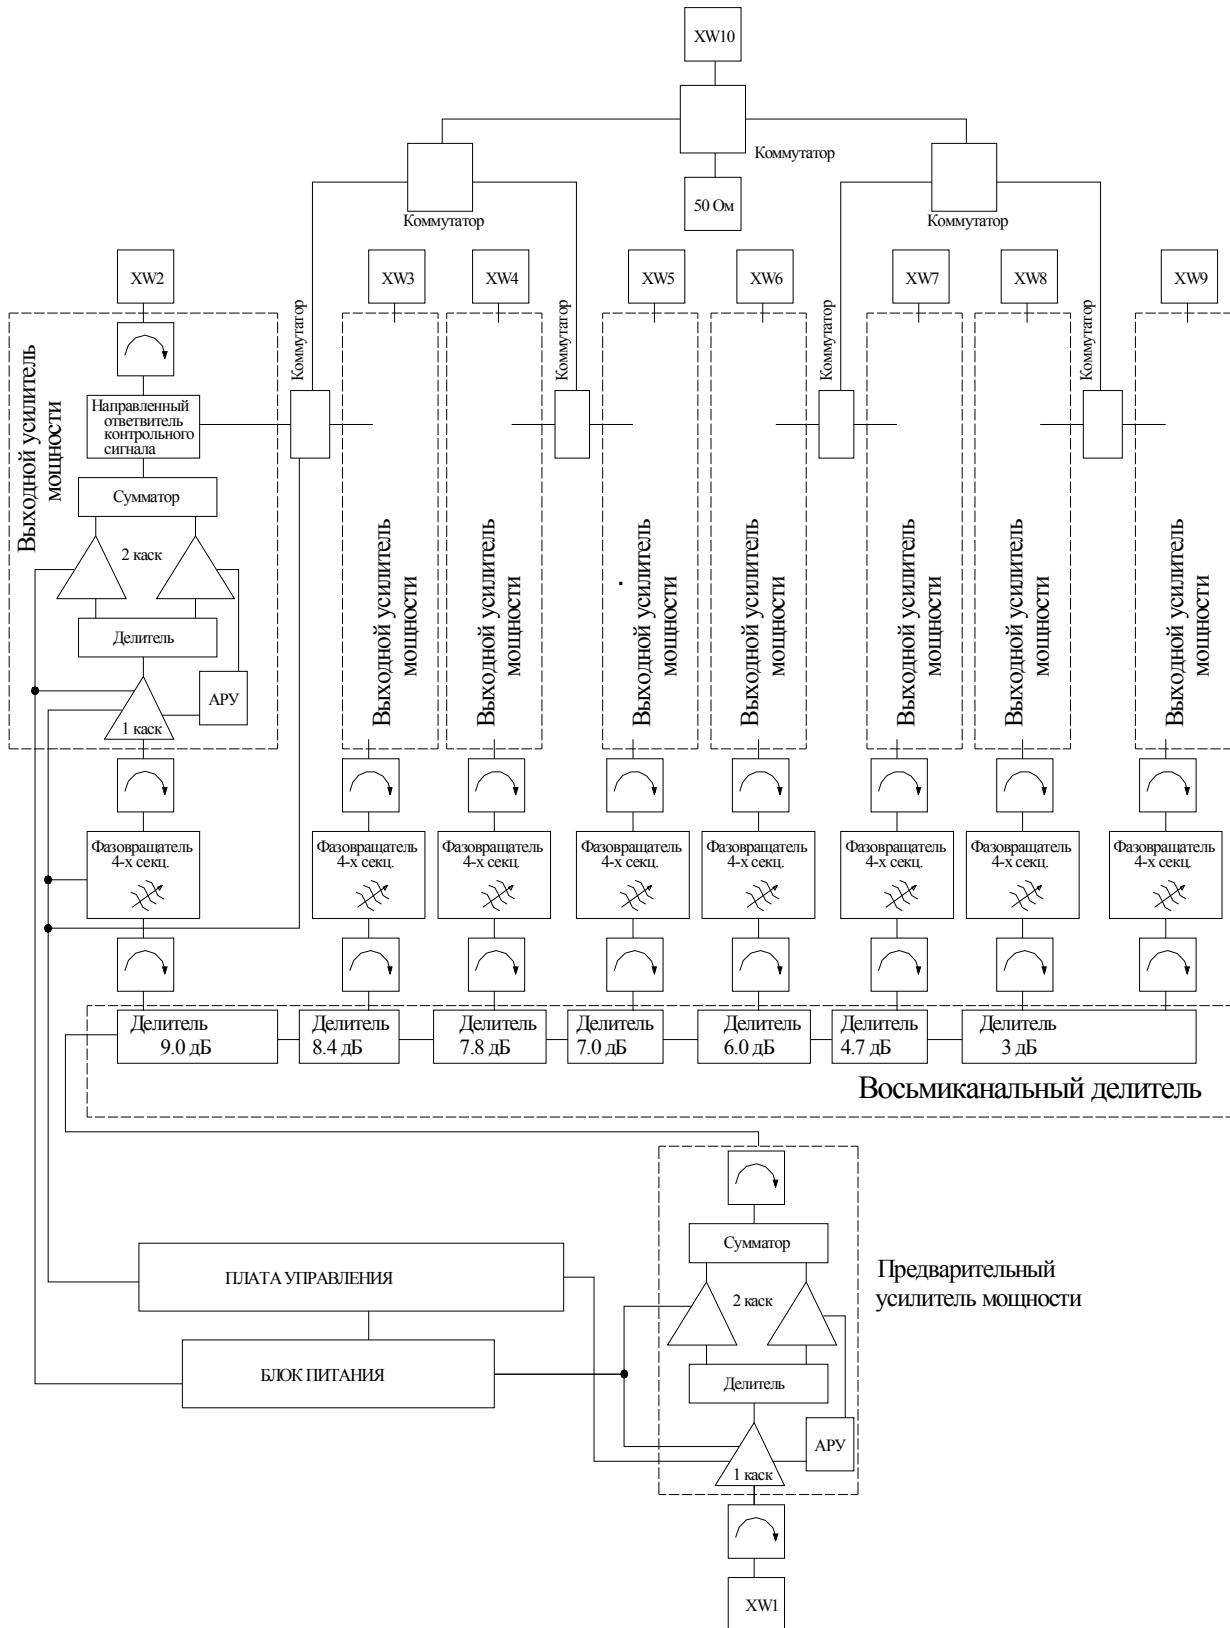 XW10
Коммутатор
50 Ом
Коммутатор
Коммутатор
XW2
XW3
XW4
XW5
XW6
XW7
XW8
XW9
Коммутатор
Коммутатор
Коммутатор
Коммутатор
Выходной усилитель
мощности
Направленный
ответвитель
контрольного
сигнала
Сумматор
2 каск
Делитель
АРУ
1 каск
Выходной усилитель
мощности
Выходной усилитель
мощности
Выходной усилитель
мощности
Выходной усилитель
мощности
Выходной усилитель
мощности
Выходной усилитель
мощности
Выходной усилитель
мощности
Фазовращатель
4-х секц.
Фазовращатель
4-х секц.
Фазовращатель
4-х секц.
Фазовращатель
4-х секц.
Фазовращатель
4-х секц.
Фазовращатель
4-х секц.
Фазовращатель
4-х секц.
Фазовращатель
4-х секц.
Делитель
9.0 дБ
Делитель
8.4 дБ
Делитель
7.8 дБ
Делитель
7.0 дБ
Делитель
6.0 дБ
Делитель
4.7 дБ
Делитель
3 дБ
Восьмиканальный делитель
Сумматор
2 каск
Делитель
АРУ
1 каск
Предварительный
усилитель мощности
ПЛАТА УПРАВЛЕНИЯ
БЛОК ПИТАНИЯ
XW1